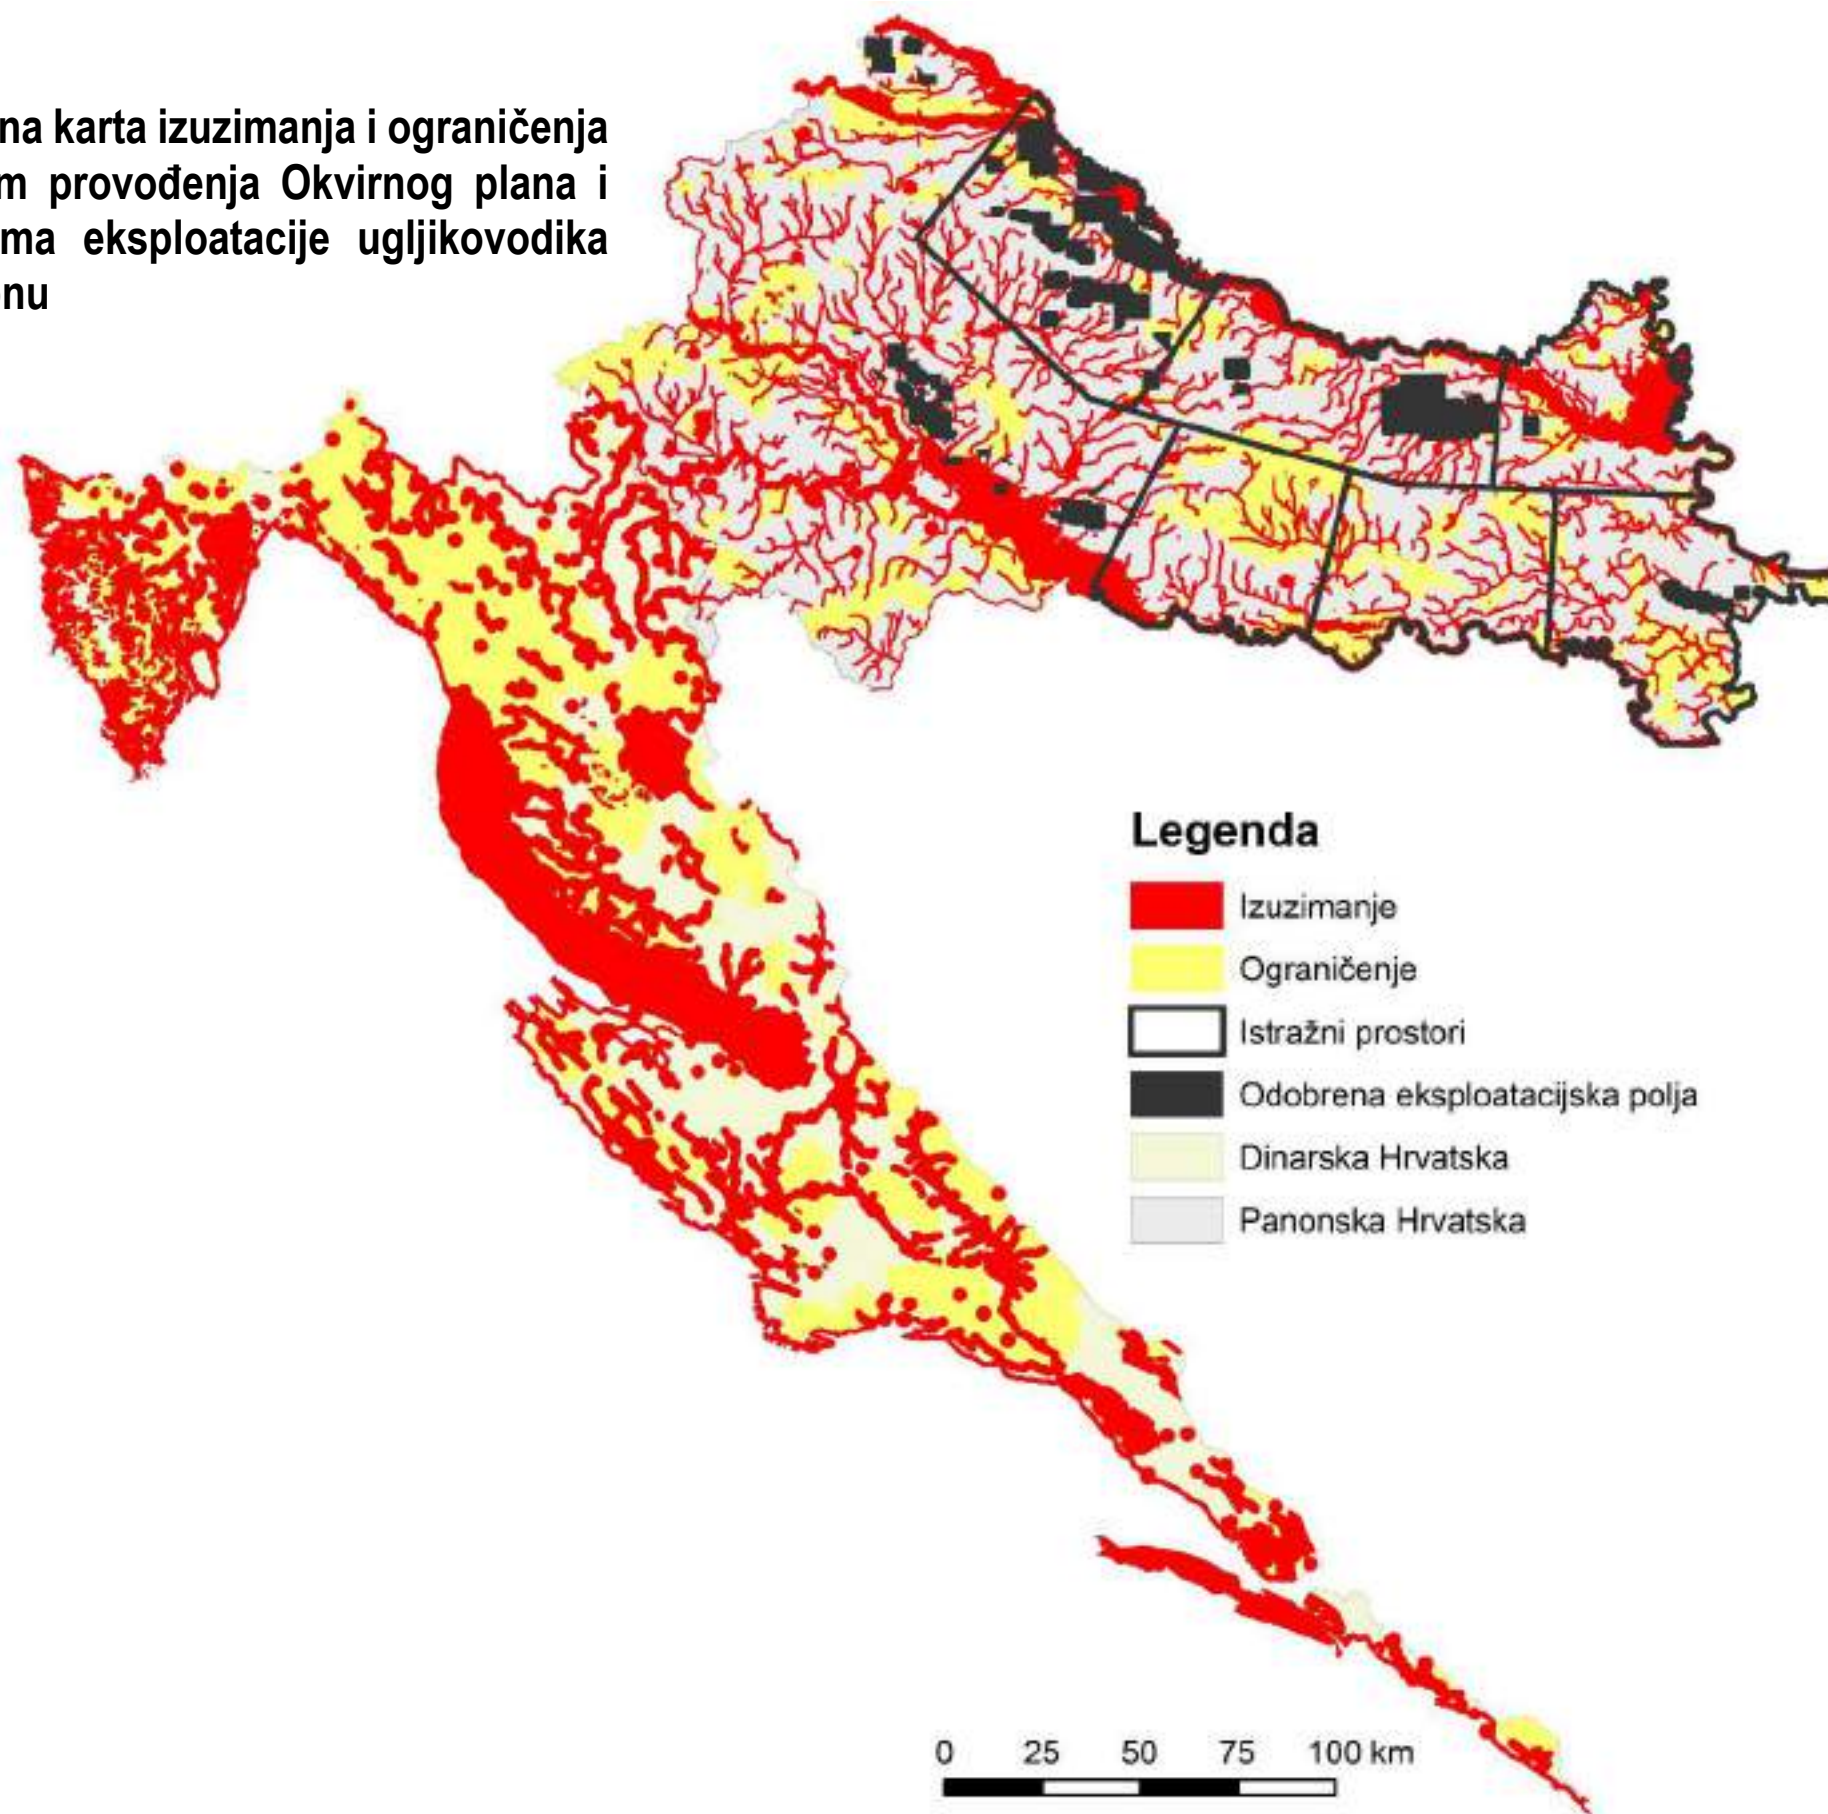 na karta izuzimanja i ograničenja
m provođenja Okvirnog plana i
ma eksploatacije ugljikovodika
nu
Legenda
Izuzimanje
Ograničenje
Istražni prostori
Odobrena eksploatacijska polja
Dinarska Hrvatska
Panonska Hrvatska
0 25 50 75 100 km